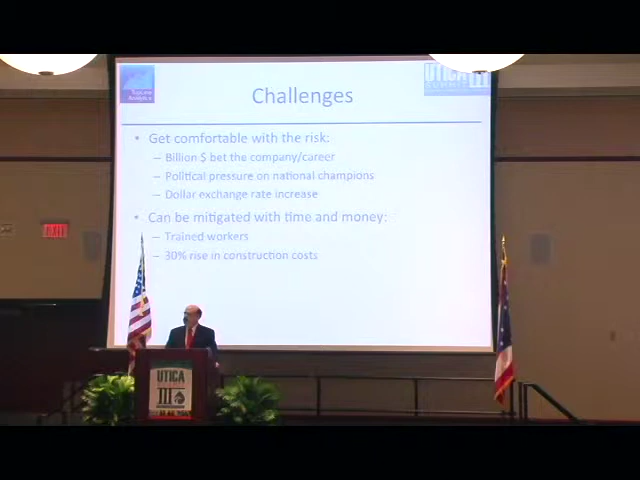 UTICA
SUMMIT III
Challenges
• Get comfortable with the risk:
– Billion $ bet the company/career
– Political pressure on national champions
– Dollar exchange rate increase
• Can be mitigated with time and money:
– Trained workers
– 30% rise in construction costs
EXIT
UTICA
III